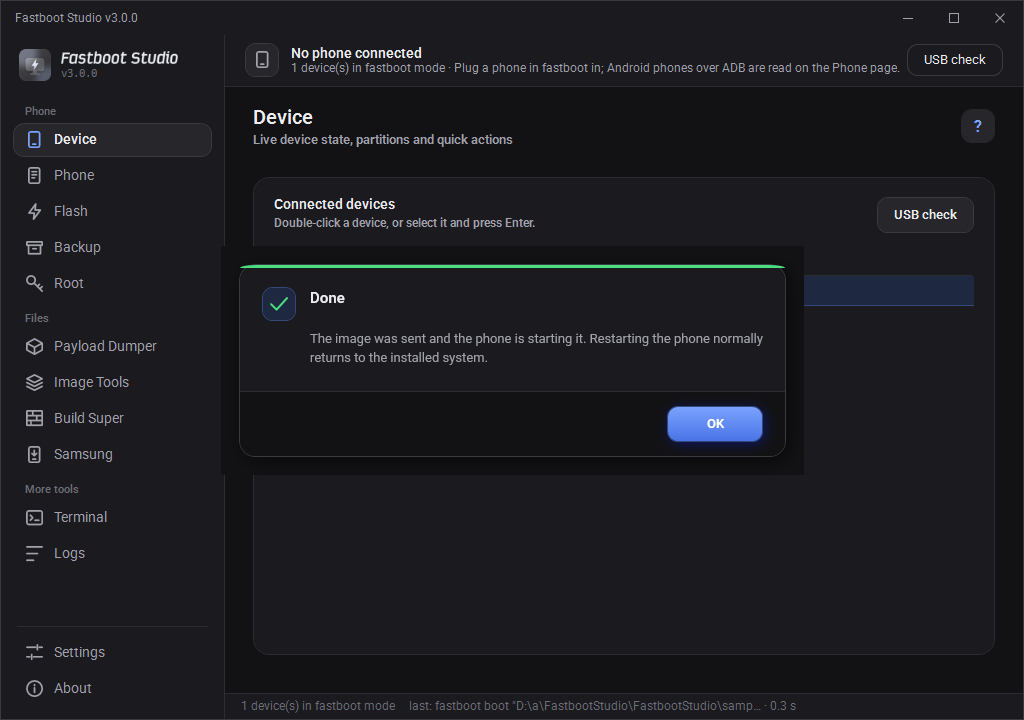 Fastboot Studio v3.0.0
Fastboot Studio
v3.0.0
No phone connected
1 device(s) in fastboot mode · Plug a phone in fastboot in; Android phones over ADB are read on the Phone page.
USB check
Phone
Device
Phone
Flash
Backup
Root
Files
Payload Dumper
Image Tools
Build Super
Samsung
More tools
Terminal
Logs
Settings
About
Device
Live device state, partitions and quick actions
?
Connected devices
Double-click a device, or select it and press Enter.
USB check
Done
The image was sent and the phone is starting it. Restarting the phone normally
returns to the installed system.
OK
1 device(s) in fastboot mode last: fastboot boot "D:\a\FastbootStudio\FastbootStudio\samp… · 0.3 s